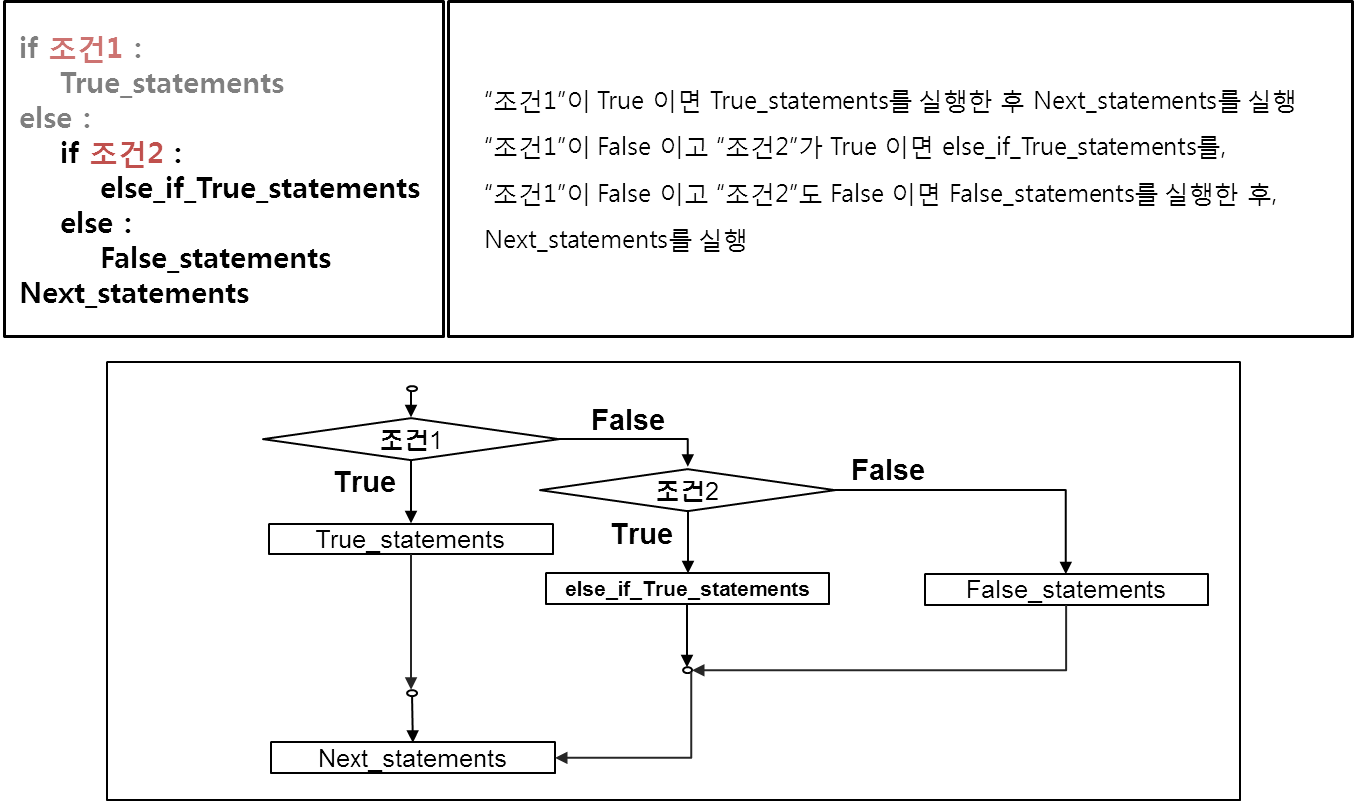 if 조건1 :
True_statements
else :
if 조건2 :
else_if_True_statements
else :
False_statements
Next_statements
“조건1”이 True 이면 True_statements를 실행한 후 Next_statements를 실행
“조건1”이 False 이고 “조건2”가 True 이면 else_if_True_statements를,
“조건1”이 False 이고 “조건2”도 False 이면 False_statements를 실행한 후,
Next_statements를 실행
조건1
False
True
조건2
False
True
True_statements
else_if_True_statements
False_statements
Next_statements